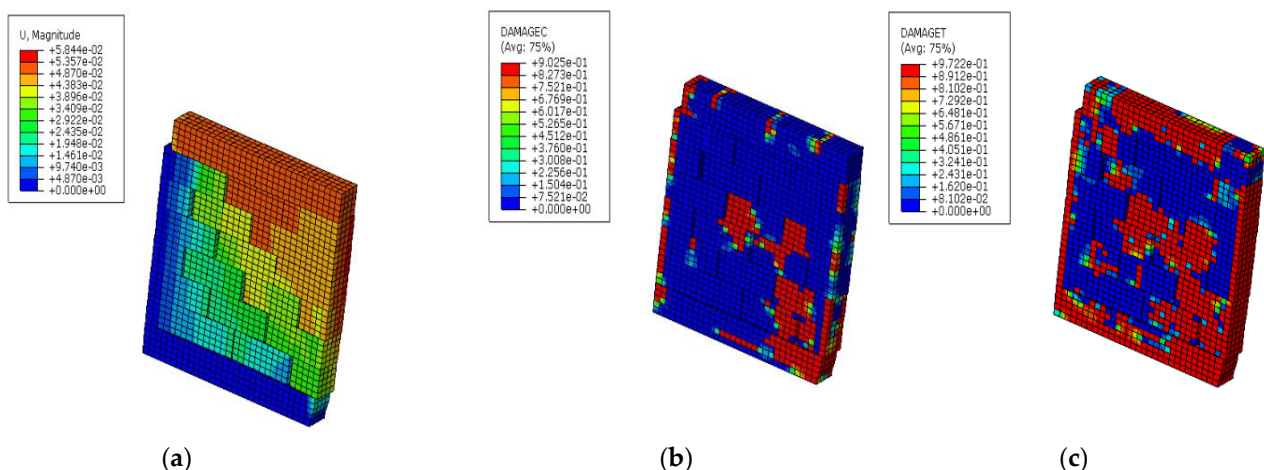 U, Magnitude
+5.844e-02
+5.357e-02
+4.870e-02
+4.383e-02
+3.896e-02
+3.409e-02
+2.922e-02
+2.435e-02
+1.948e-02
+1.461e-02
+9.740e-03
+4.870e-03
+0.000e+00
DAMAGEC
(Avg: 75%)
+9.025e-01
+8.273e-01
+7.521e-01
+6.769e-01
+6.017e-01
+5.265e-01
+4.512e-01
+3.760e-01
+3.008e-01
+2.256e-01
+1.504e-01
+7.521e-02
+0.000e+00
DAMAGET
(Avg: 75%)
+9.722e-01
+8.912e-01
+8.102e-01
+7.292e-01
+6.481e-01
+5.671e-01
+4.861e-01
+4.051e-01
+3.241e-01
+2.431e-01
+1.620e-01
+8.102e-02
+0.000e+00
(a)
(b)
(c)